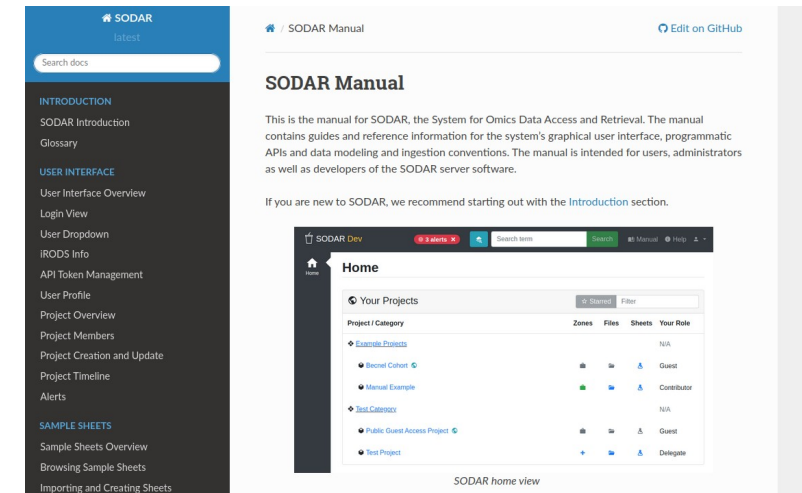 SODAR
latest
Search docs
INTRODUCTION
SODAR Introduction
Glossary
USER INTERFACE
User Interface Overview
Login View
User Dropdown
iRODS Info
API Token Management
User Profile
Project Overview
Project Members
Project Creation and Update
Project Timeline
Alerts
SAMPLE SHEETS
Sample Sheets Overview
Browsing Sample Sheets
Importing and Creating Sheets
/ SODAR Manual
Edit on GitHub
SODAR Manual
This is the manual for SODAR, the System for Omics Data Access and Retrieval. The manual
contains guides and reference information for the system's graphical user interface, programmatic
APIs and data modeling and ingestion conventions. The manual is intended for users, administrators
as well as developers of the SODAR server software.
If you are new to SODAR, we recommend starting out with the Introduction section.
SODAR Dev
3 alerts X
Search term
Search
Manual
Help
Home
Home
Your Projects
Starred
Filter
Project / Category Zones Files Sheets Your Role
Example Projects N/A
Becnel Cohort Guest
Manual Example Contributor
Test Category N/A
Public Guest Access Project Guest
Test Project Delegate
SODAR home view